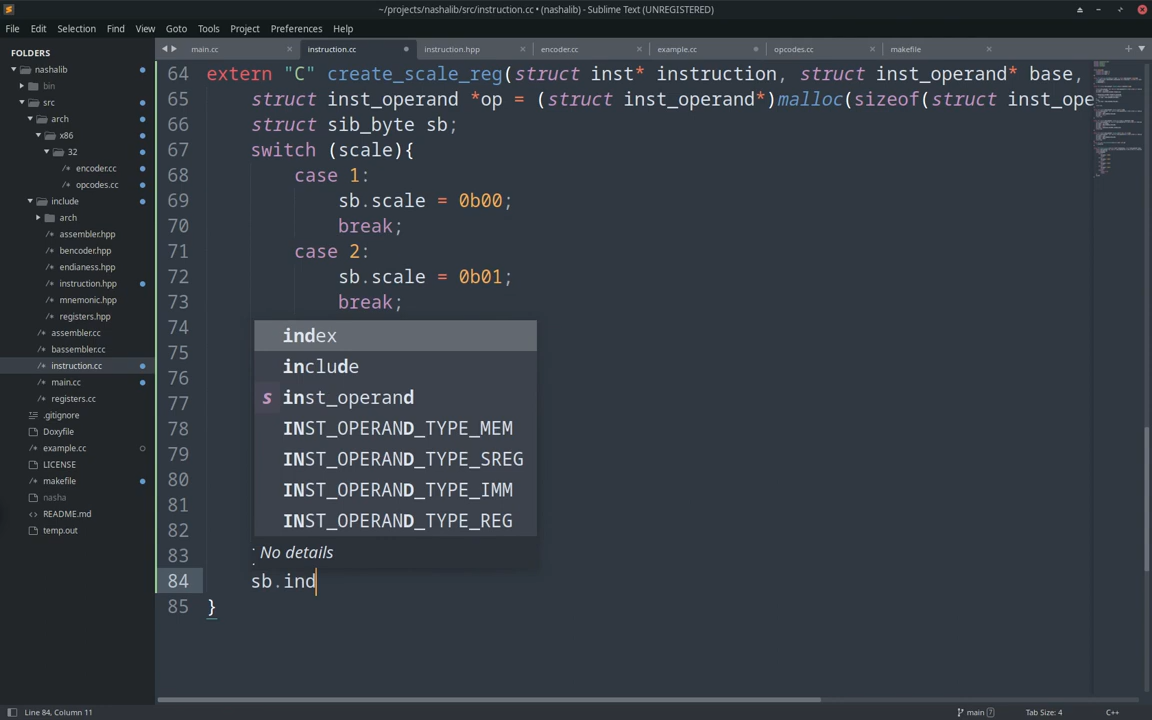 ~/projects/nashalib/src/instruction.cc • (nashalib) - Sublime Text (UNREGISTERED)
File Edit Selection Find View Goto Tools Project Preferences Help
FOLDERS
nashalib
bin
src
arch
x86
32
/* encoder.cc
/* opcodes.cc
include
arch
/* assembler.hpp
/* bencoder.hpp
/* endianess.hpp
/* instruction.hpp
/* mnemonic.hpp
/* registers.hpp
/* assembler.cc
/* bassembler.cc
/* instruction.cc
/* main.cc
/* registers.cc
.gitignore
Doxyfile
/* example.cc
LICENSE
makefile
nasha
<> README.md
temp.out
main.cc × instruction.cc • instruction.hpp × encoder.cc × example.cc • opcodes.cc × makefile × +
64 extern "C" create_scale_reg(struct inst* instruction, struct inst_operand* base,
65 struct inst_operand *op = (struct inst_operand*)malloc(sizeof(struct inst_ope
66 struct sib_byte sb;
67 switch (scale){
68 case 1:
69 sb.scale = 0b00;
70 break;
71 case 2:
72 sb.scale = 0b01;
73 break;
74
75
76
77
78
79
80
81
82
83
84 sb.ind
85 }
index
include
s inst_operand
INST_OPERAND_TYPE_MEM
INST_OPERAND_TYPE_SREG
INST_OPERAND_TYPE_IMM
INST_OPERAND_TYPE_REG
No details
Line 84, Column 11 main 7 Tab Size: 4 C++